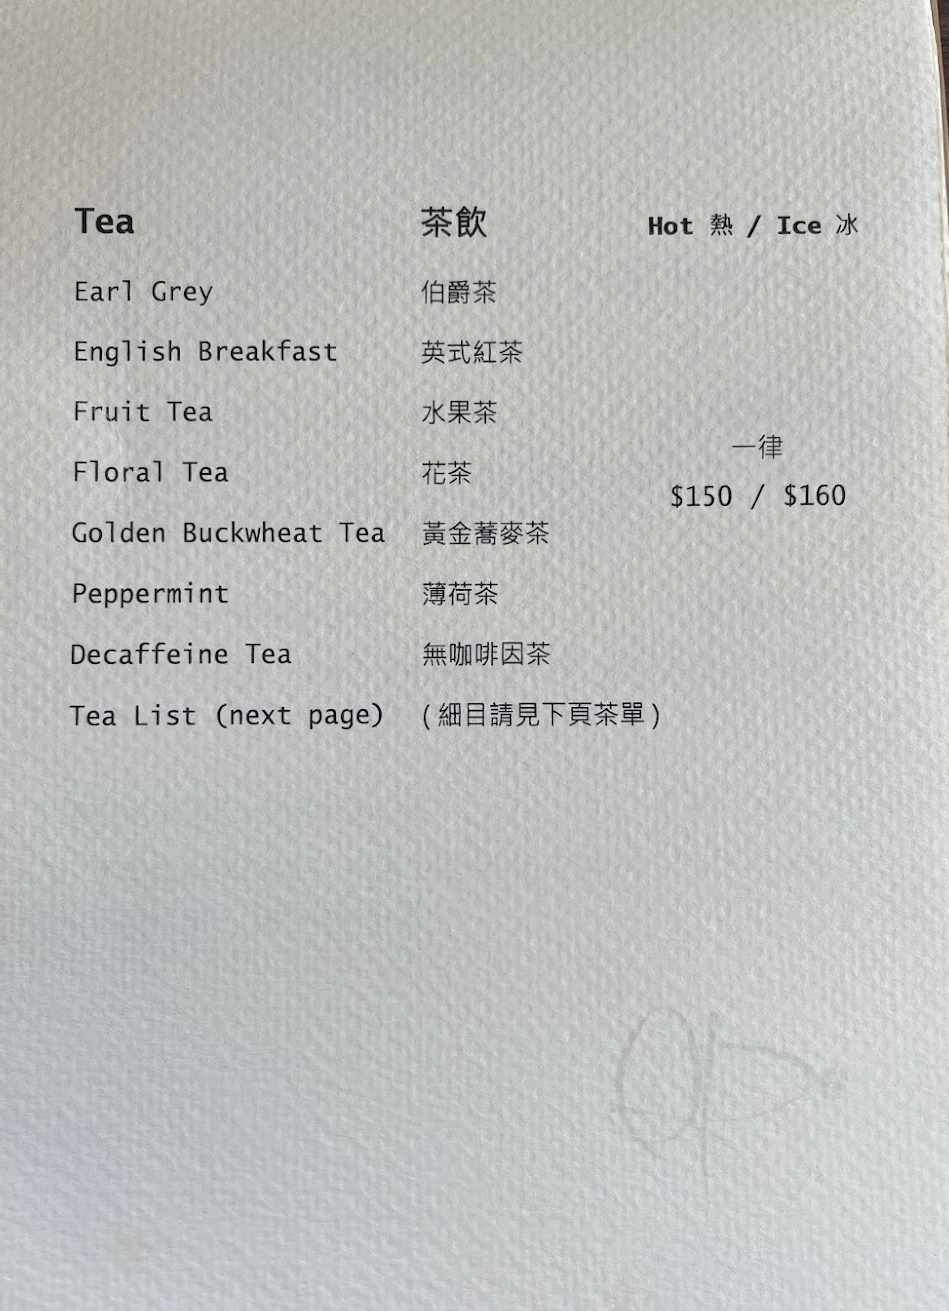 Tea 茶飲 Hot 熱 / Ice 冰
Earl Grey 伯爵茶
English Breakfast 英式紅茶
Fruit Tea 水果茶
一律
Floral Tea 花茶
$150 / $160
Golden Buckwheat Tea 黃金蕎麥茶
Peppermint 薄荷茶
Decaffeine Tea 無咖啡因茶
Tea List (next page) (細目請見下頁茶單)